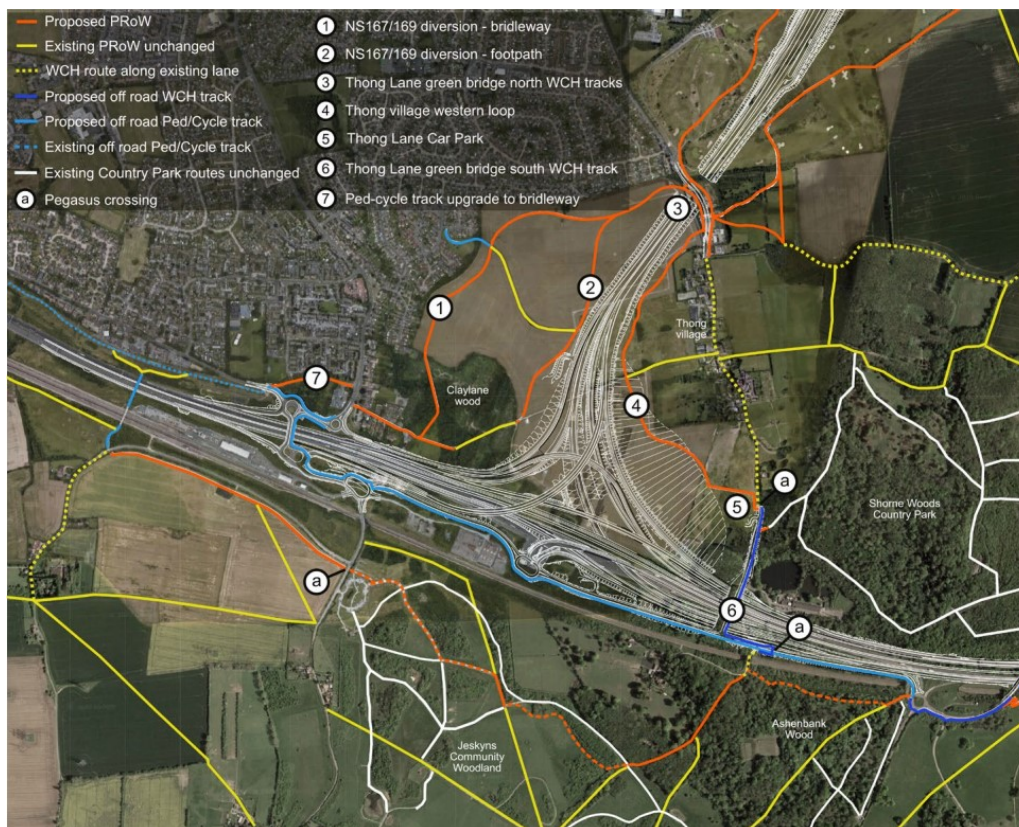 Proposed PRoW
Existing PRoW unchanged
WCH route along existing lane
Proposed off road WCH track
Proposed off road Ped/Cycle track
Existing off road Ped/Cycle track
Existing Country Park routes unchanged
a Pegasus crossing
1 NS167/169 diversion - bridleway
2 NS167/169 diversion - footpath
3 Thong Lane green bridge north WCH tracks
4 Thong village western loop
5 Thong Lane Car Park
6 Thong Lane green bridge south WCH track
7 Ped-cycle track upgrade to bridleway
3
2
1
Thong
village
7
Claylane
wood
4
a
5
Shorne Woods
Country Park
a
6
a
Ashenbank
Wood
Jeskyns
Community
Woodland